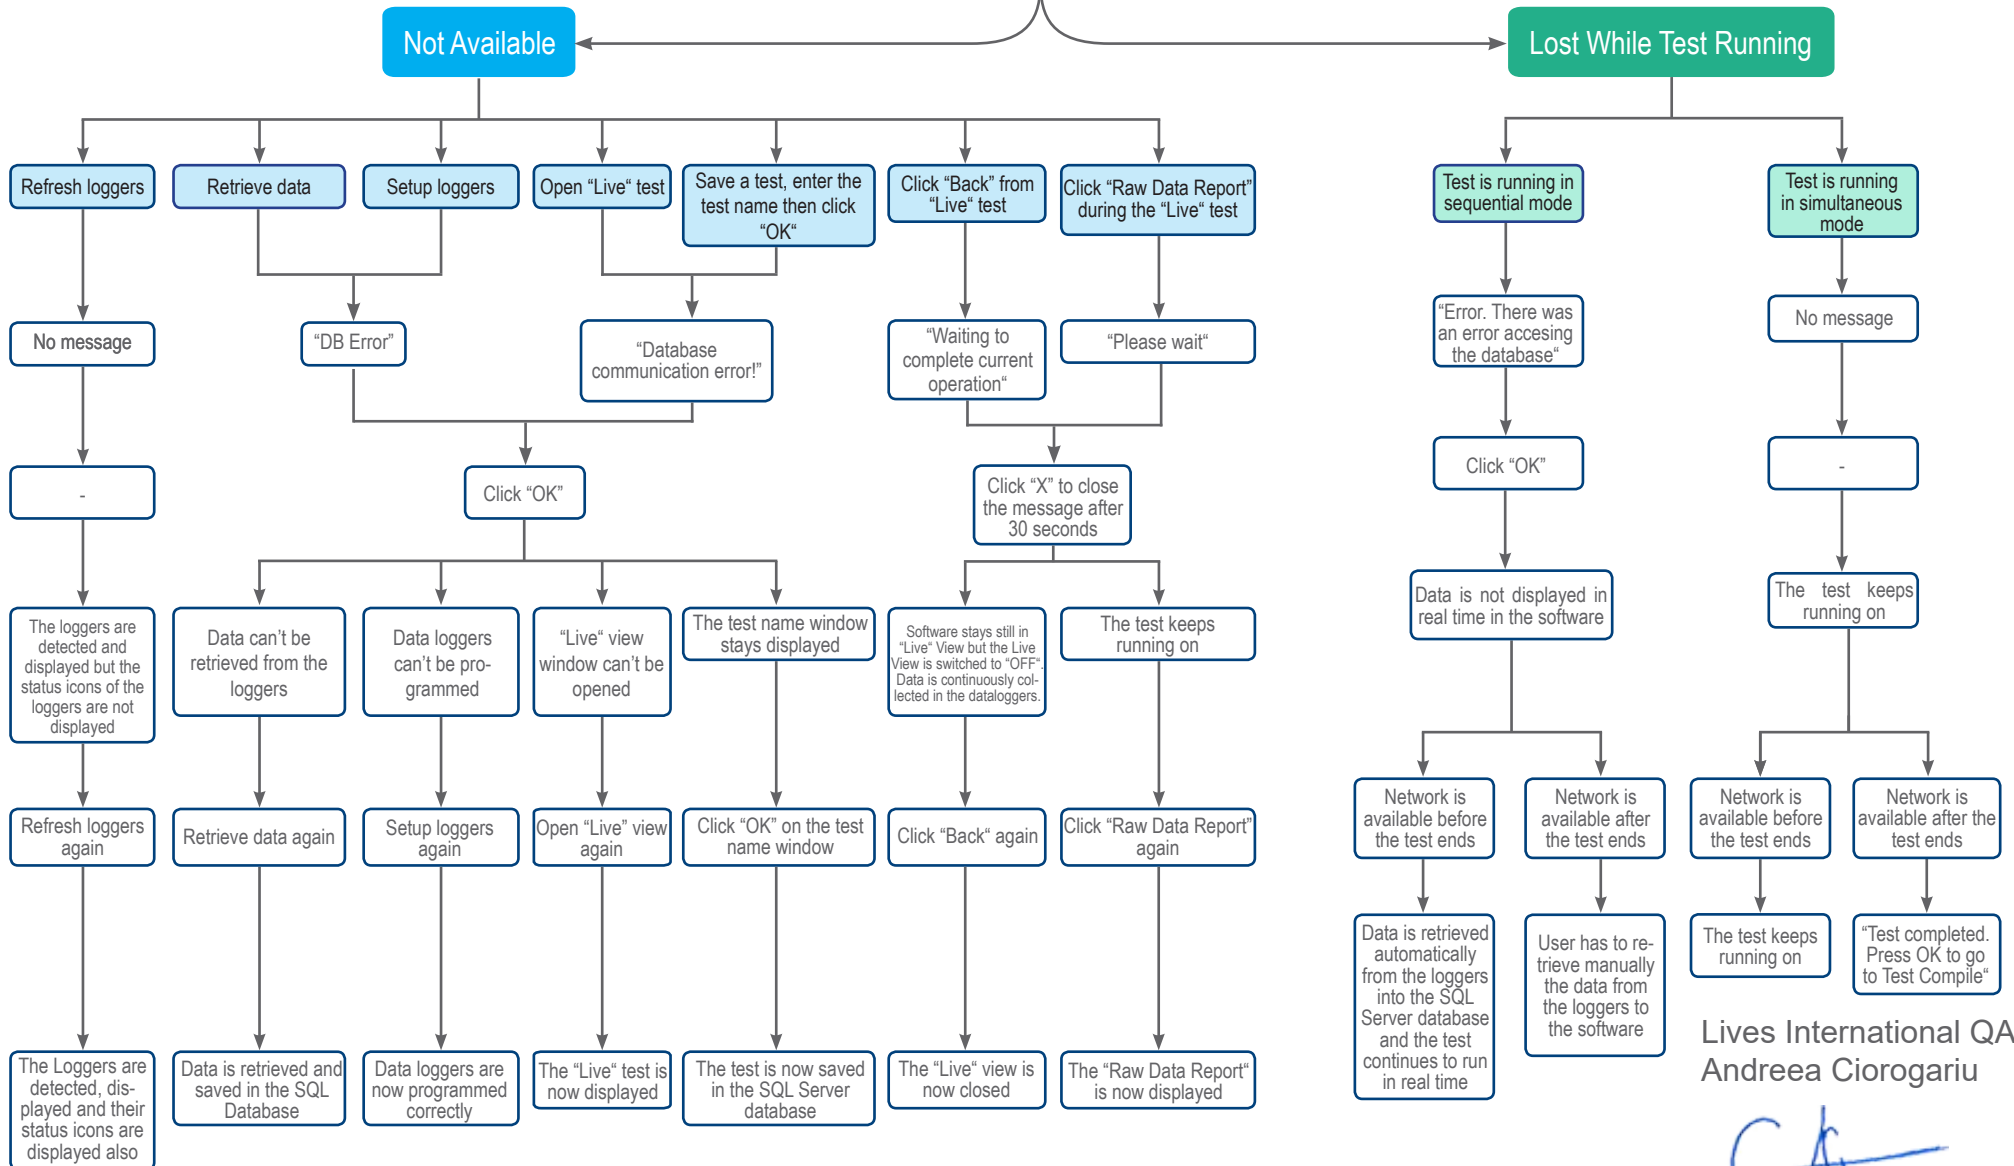 Not Available
Lost While Test Running
Refresh loggers
Retrieve data
Setup loggers
Open “Live“ test
Save a test, enter the
test name then click
“OK“
Click “Back” from
“Live“ test
Click “Raw Data Report”
during the “Live“ test
Test is running in
sequential mode
Test is running
in simultaneous
mode
No message
“DB Error”
“Database
communication error!”
“Waiting to
complete current
operation“
“Please wait“
“Error. There was
an error accesing
the database“
No message
-
Click “OK”
Click “X” to close
the message after
30 seconds
Click “OK”
-
The loggers are
detected and
displayed but the
status icons of the
loggers are not
displayed
Data can’t be
retrieved from the
loggers
Data loggers
can’t be pro-
grammed
“Live“ view
window can’t be
opened
The test name window
stays displayed
Software stays still in
“Live“ View but the Live
View is switched to “OFF“.
Data is continuously col-
lected in the dataloggers.
The test keeps
running on
Data is not displayed in
real time in the software
The test keeps
running on
Refresh loggers
again
Retrieve data again
Setup loggers
again
Open “Live” view
again
Click “OK” on the test
name window
Click “Back“ again
Click “Raw Data Report”
again
Network is
available before
the test ends
Network is
available after
the test ends
Network is
available before
the test ends
Network is
available after the
test ends
Data is retrieved
automatically
from the loggers
into the SQL
Server database
and the test
continues to run
in real time
User has to re-
trieve manually
the data from
the loggers to
the software
The test keeps
running on
“Test completed.
Press OK to go
to Test Compile“
The Loggers are
detected, dis-
played and their
status icons are
displayed also
Data is retrieved and
saved in the SQL
Database
Data loggers are
now programmed
correctly
The “Live“ test is
now displayed
The test is now saved
in the SQL Server
database
The “Live“ view is
now closed
The “Raw Data Report“
is now displayed
Lives International QA
Andreea Ciorogariu